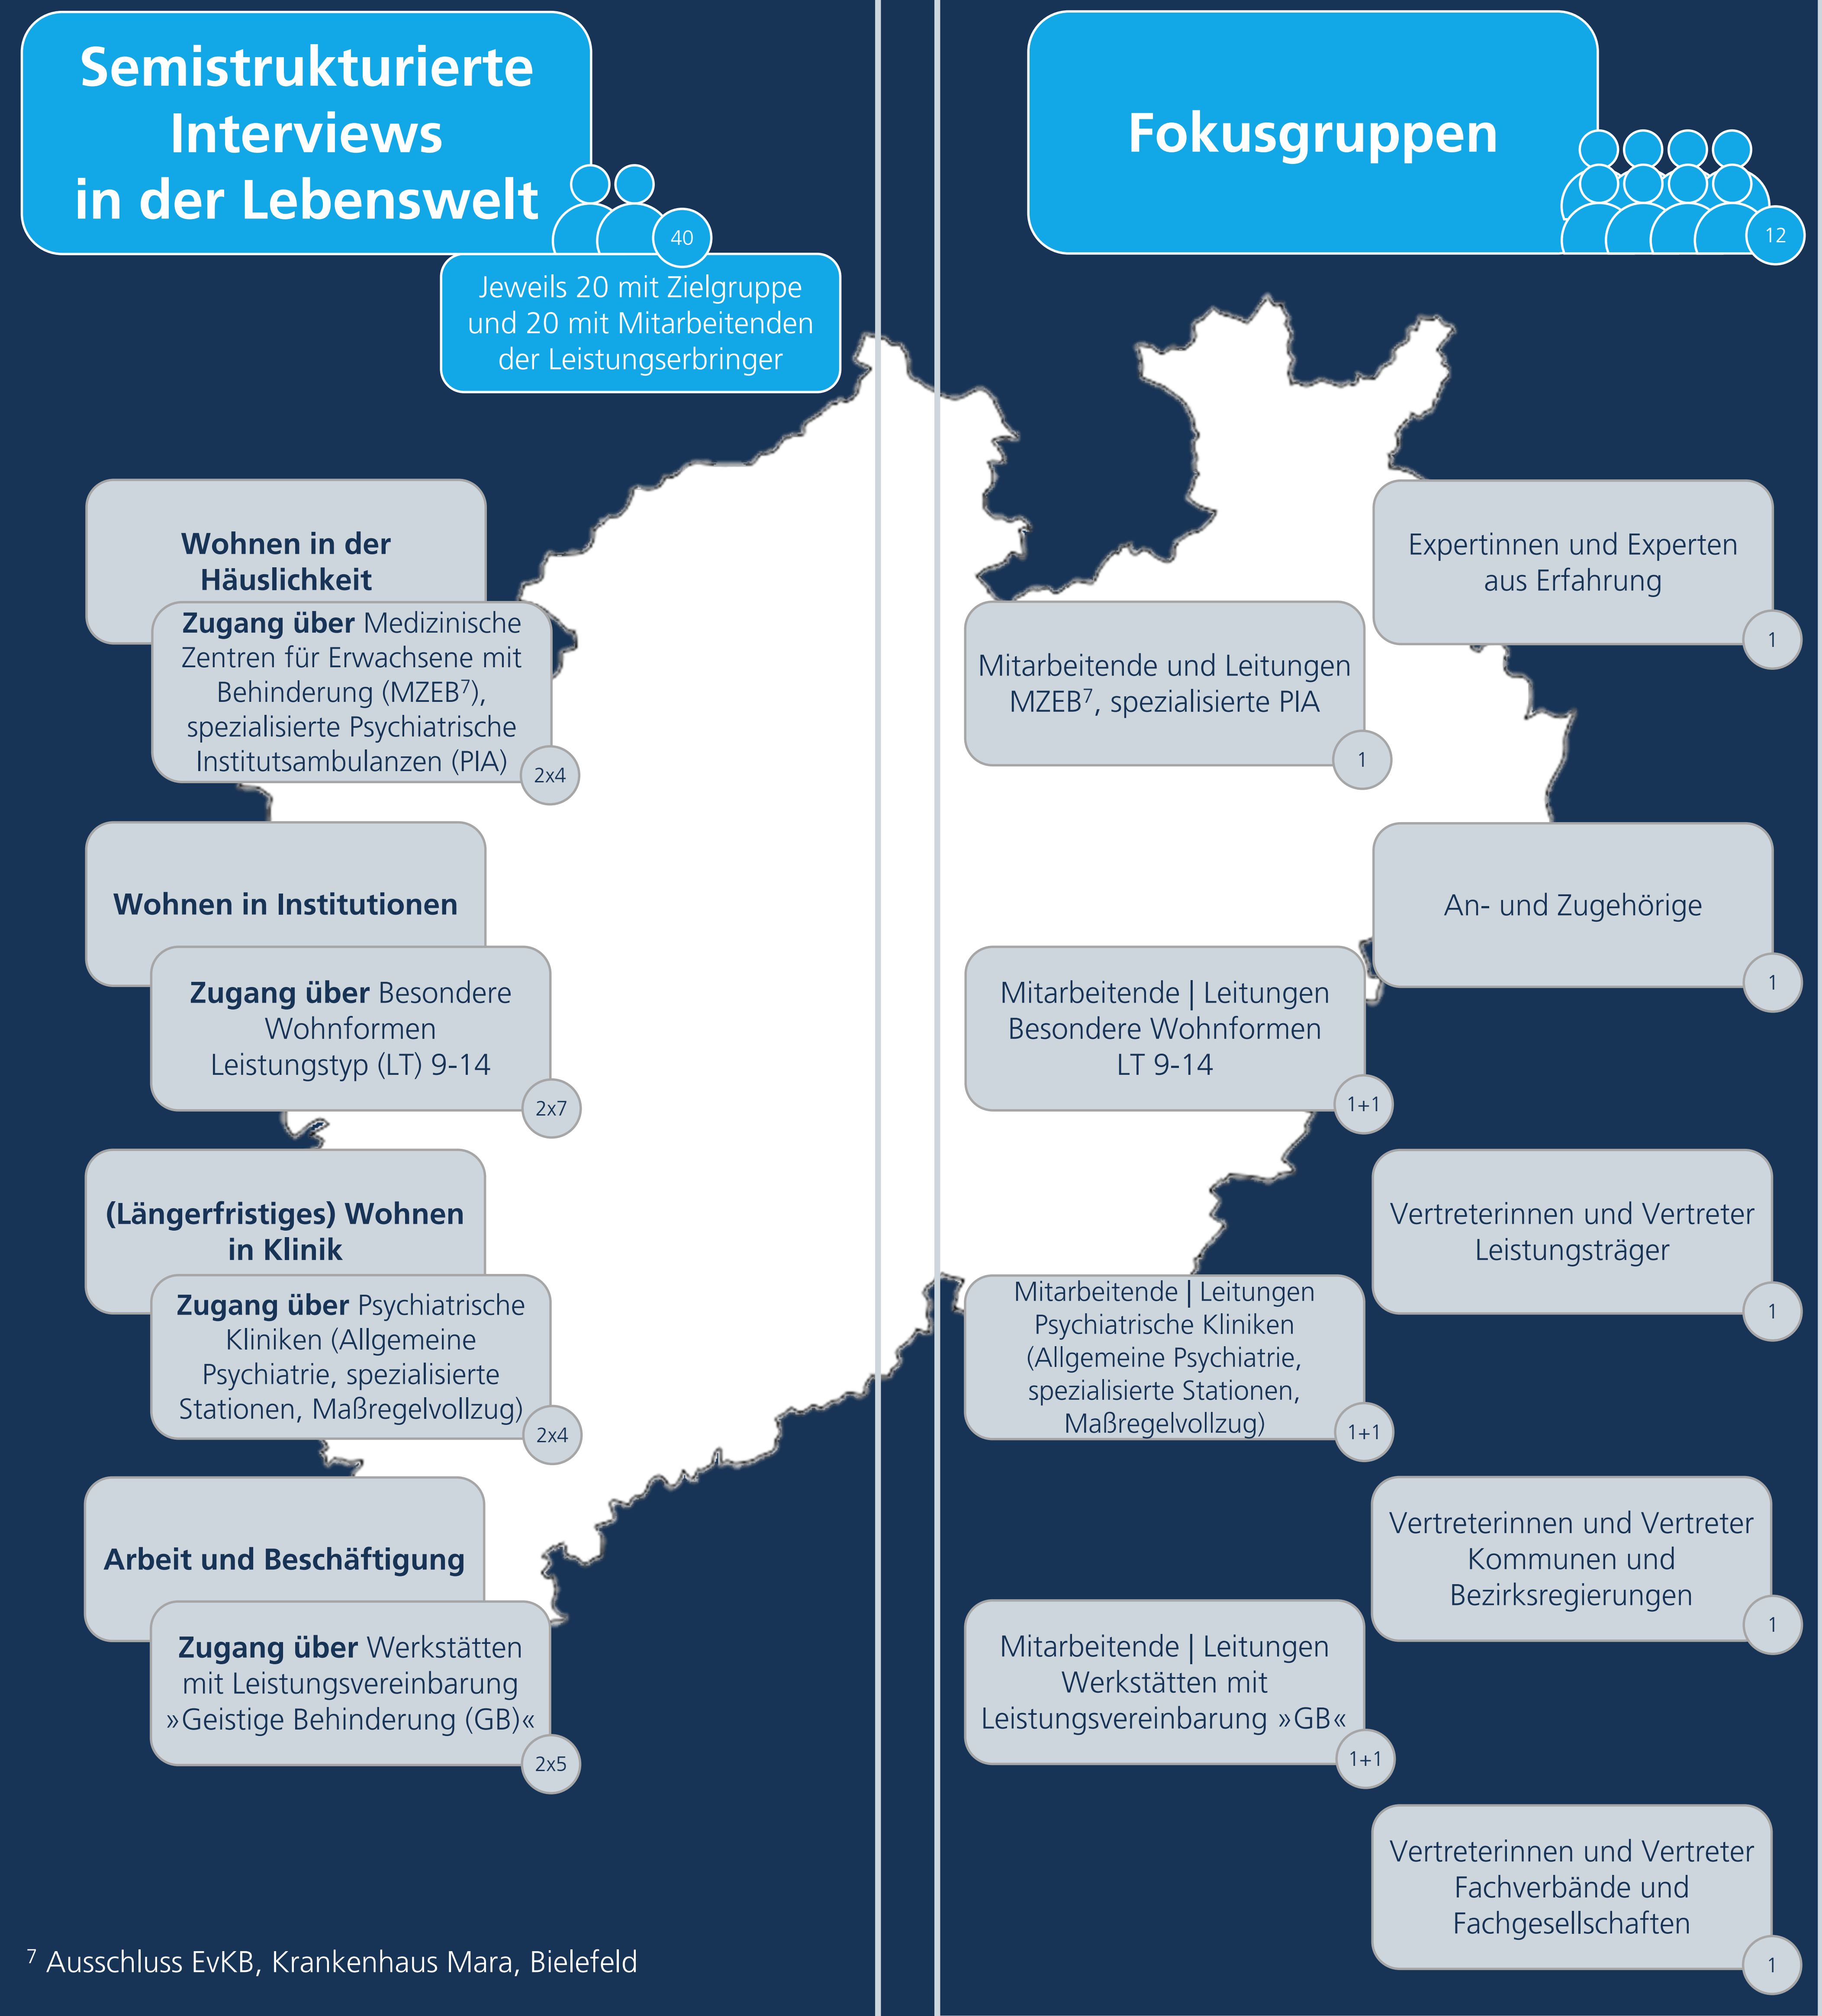 Semistrukturierte
Interviews
in der Lebenswelt
40
Jeweils 20 mit Zielgruppe
und 20 mit Mitarbeitenden
der Leistungserbringer
Wohnen in der
Häuslichkeit
Zugang über Medizinische
Zentren für Erwachsene mit
Behinderung (MZEB⁷),
spezialisierte Psychiatrische
Institutsambulanzen (PIA)
2x4
Wohnen in Institutionen
Zugang über Besondere
Wohnformen
Leistungstyp (LT) 9-14
2x7
(Längerfristiges) Wohnen
in Klinik
Zugang über Psychiatrische
Kliniken (Allgemeine
Psychiatrie, spezialisierte
Stationen, Maßregelvollzug)
2x4
Arbeit und Beschäftigung
Zugang über Werkstätten
mit Leistungsvereinbarung
»Geistige Behinderung (GB)«
2x5
⁷ Ausschluss EvKB, Krankenhaus Mara, Bielefeld
Fokusgruppen
12
Expertinnen und Experten
aus Erfahrung
1
Mitarbeitende und Leitungen
MZEB⁷, spezialisierte PIA
1
An- und Zugehörige
1
Mitarbeitende | Leitungen
Besondere Wohnformen
LT 9-14
1+1
Vertreterinnen und Vertreter
Leistungsträger
1
Mitarbeitende | Leitungen
Psychiatrische Kliniken
(Allgemeine Psychiatrie,
spezialisierte Stationen,
Maßregelvollzug)
1+1
Vertreterinnen und Vertreter
Kommunen und
Bezirksregierungen
1
Mitarbeitende | Leitungen
Werkstätten mit
Leistungsvereinbarung »GB«
1+1
Vertreterinnen und Vertreter
Fachverbände und
Fachgesellschaften
1